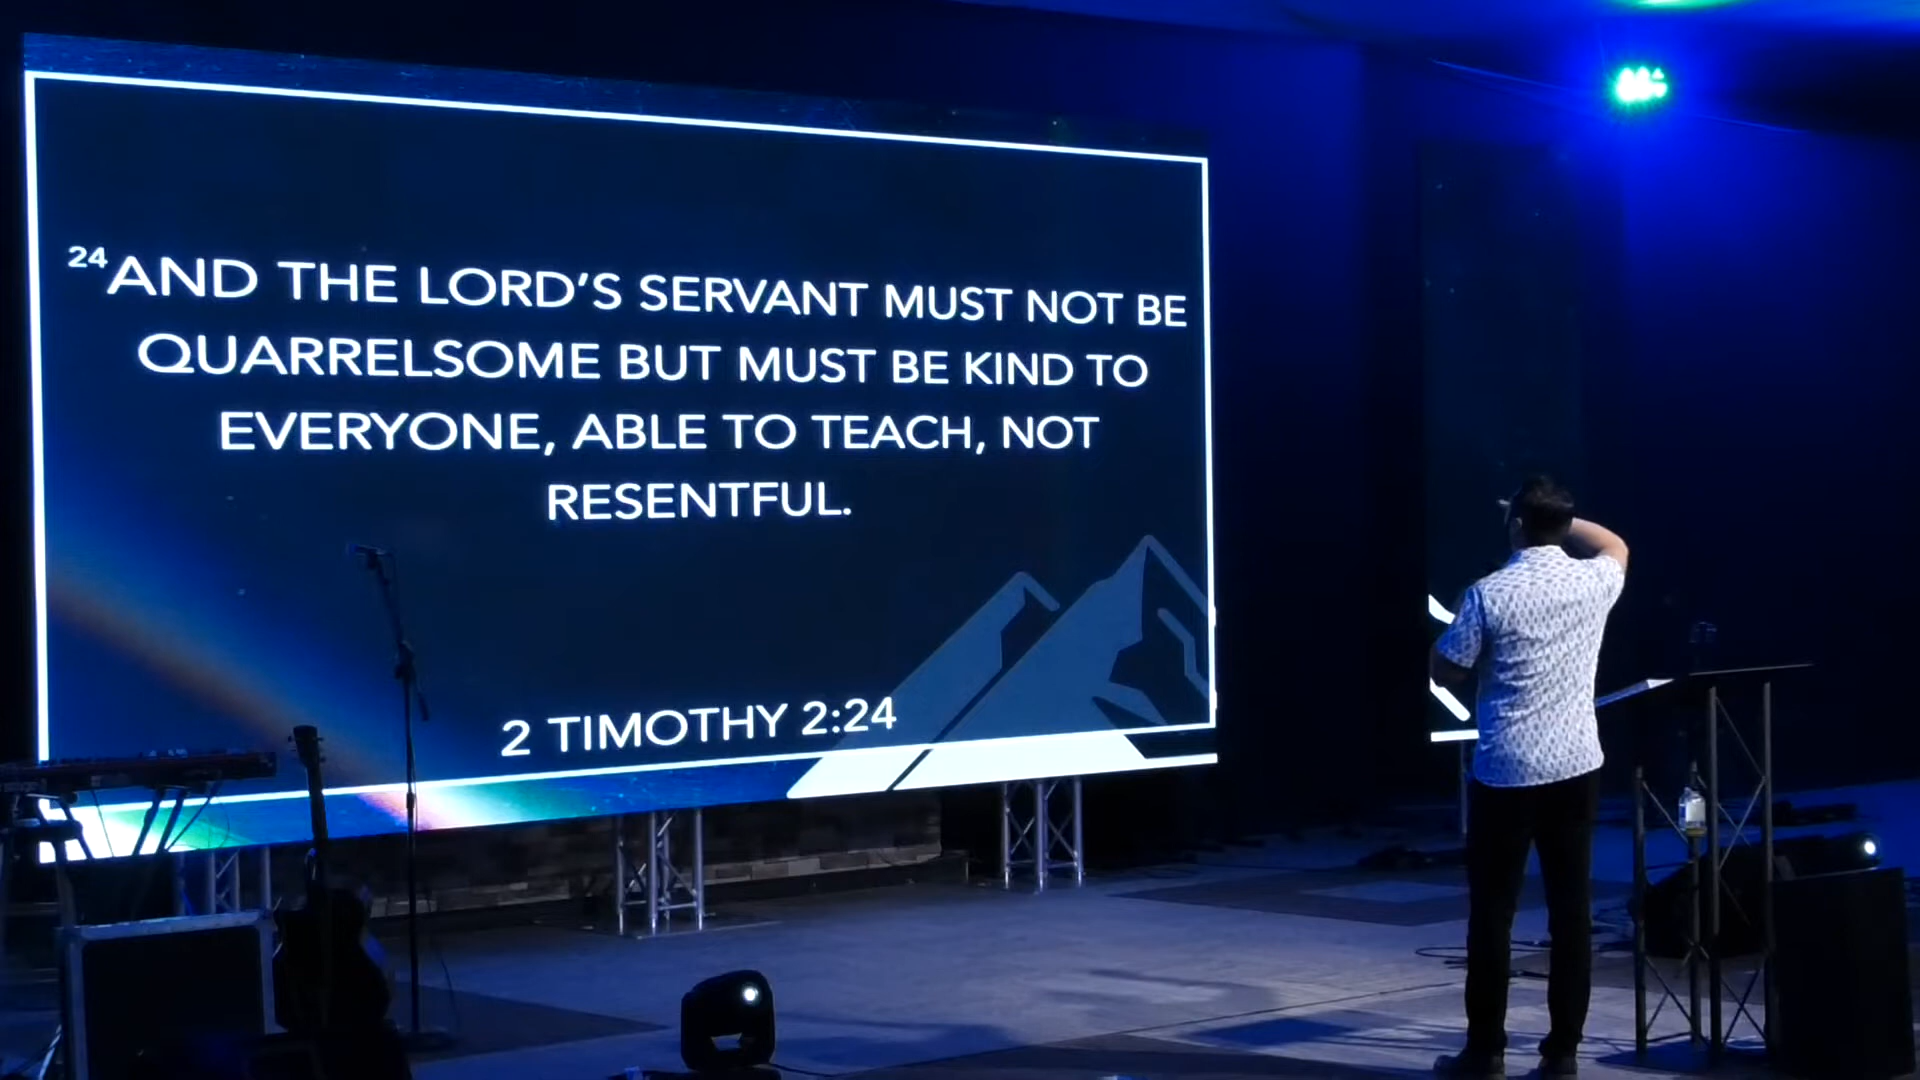 24AND THE LORD'S SERVANT MUST NOT BE
QUARRELSOME BUT MUST BE KIND TO
EVERYONE, ABLE TO TEACH, NOT
RESENTFUL.
2 TIMOTHY 2:24